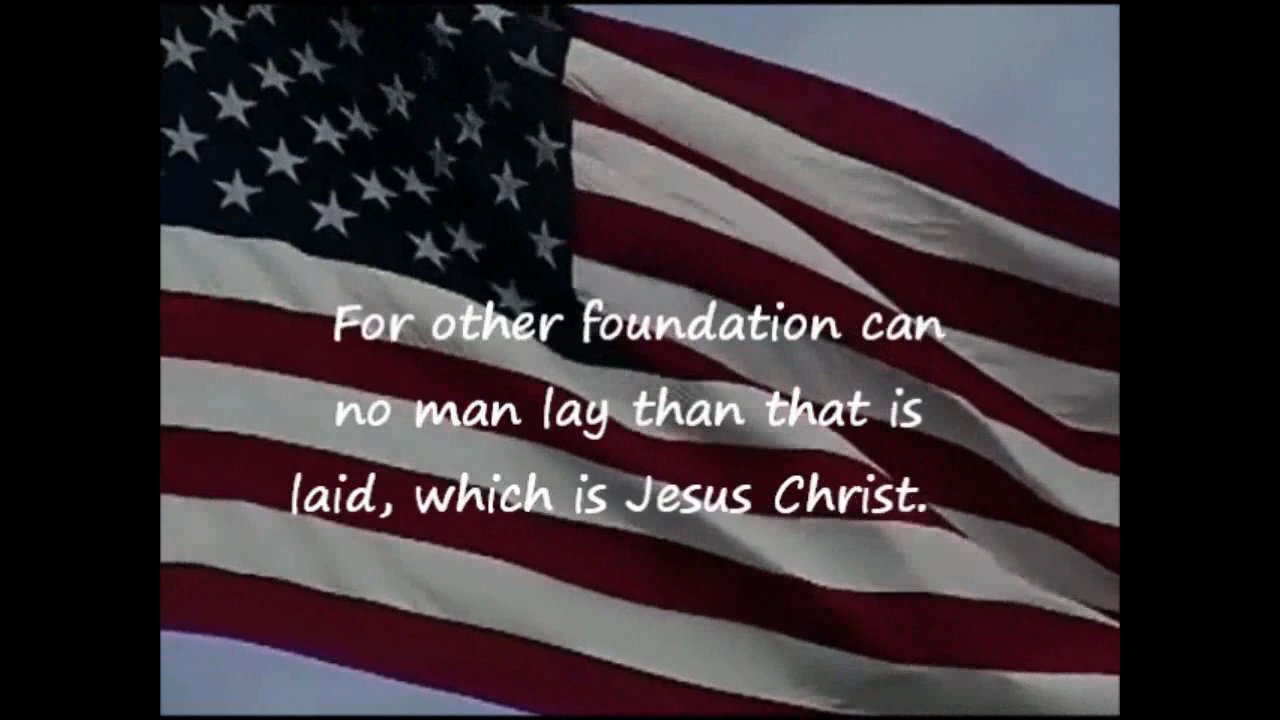 For other foundation can
no man lay than that is
laid, which is Jesus Christ.